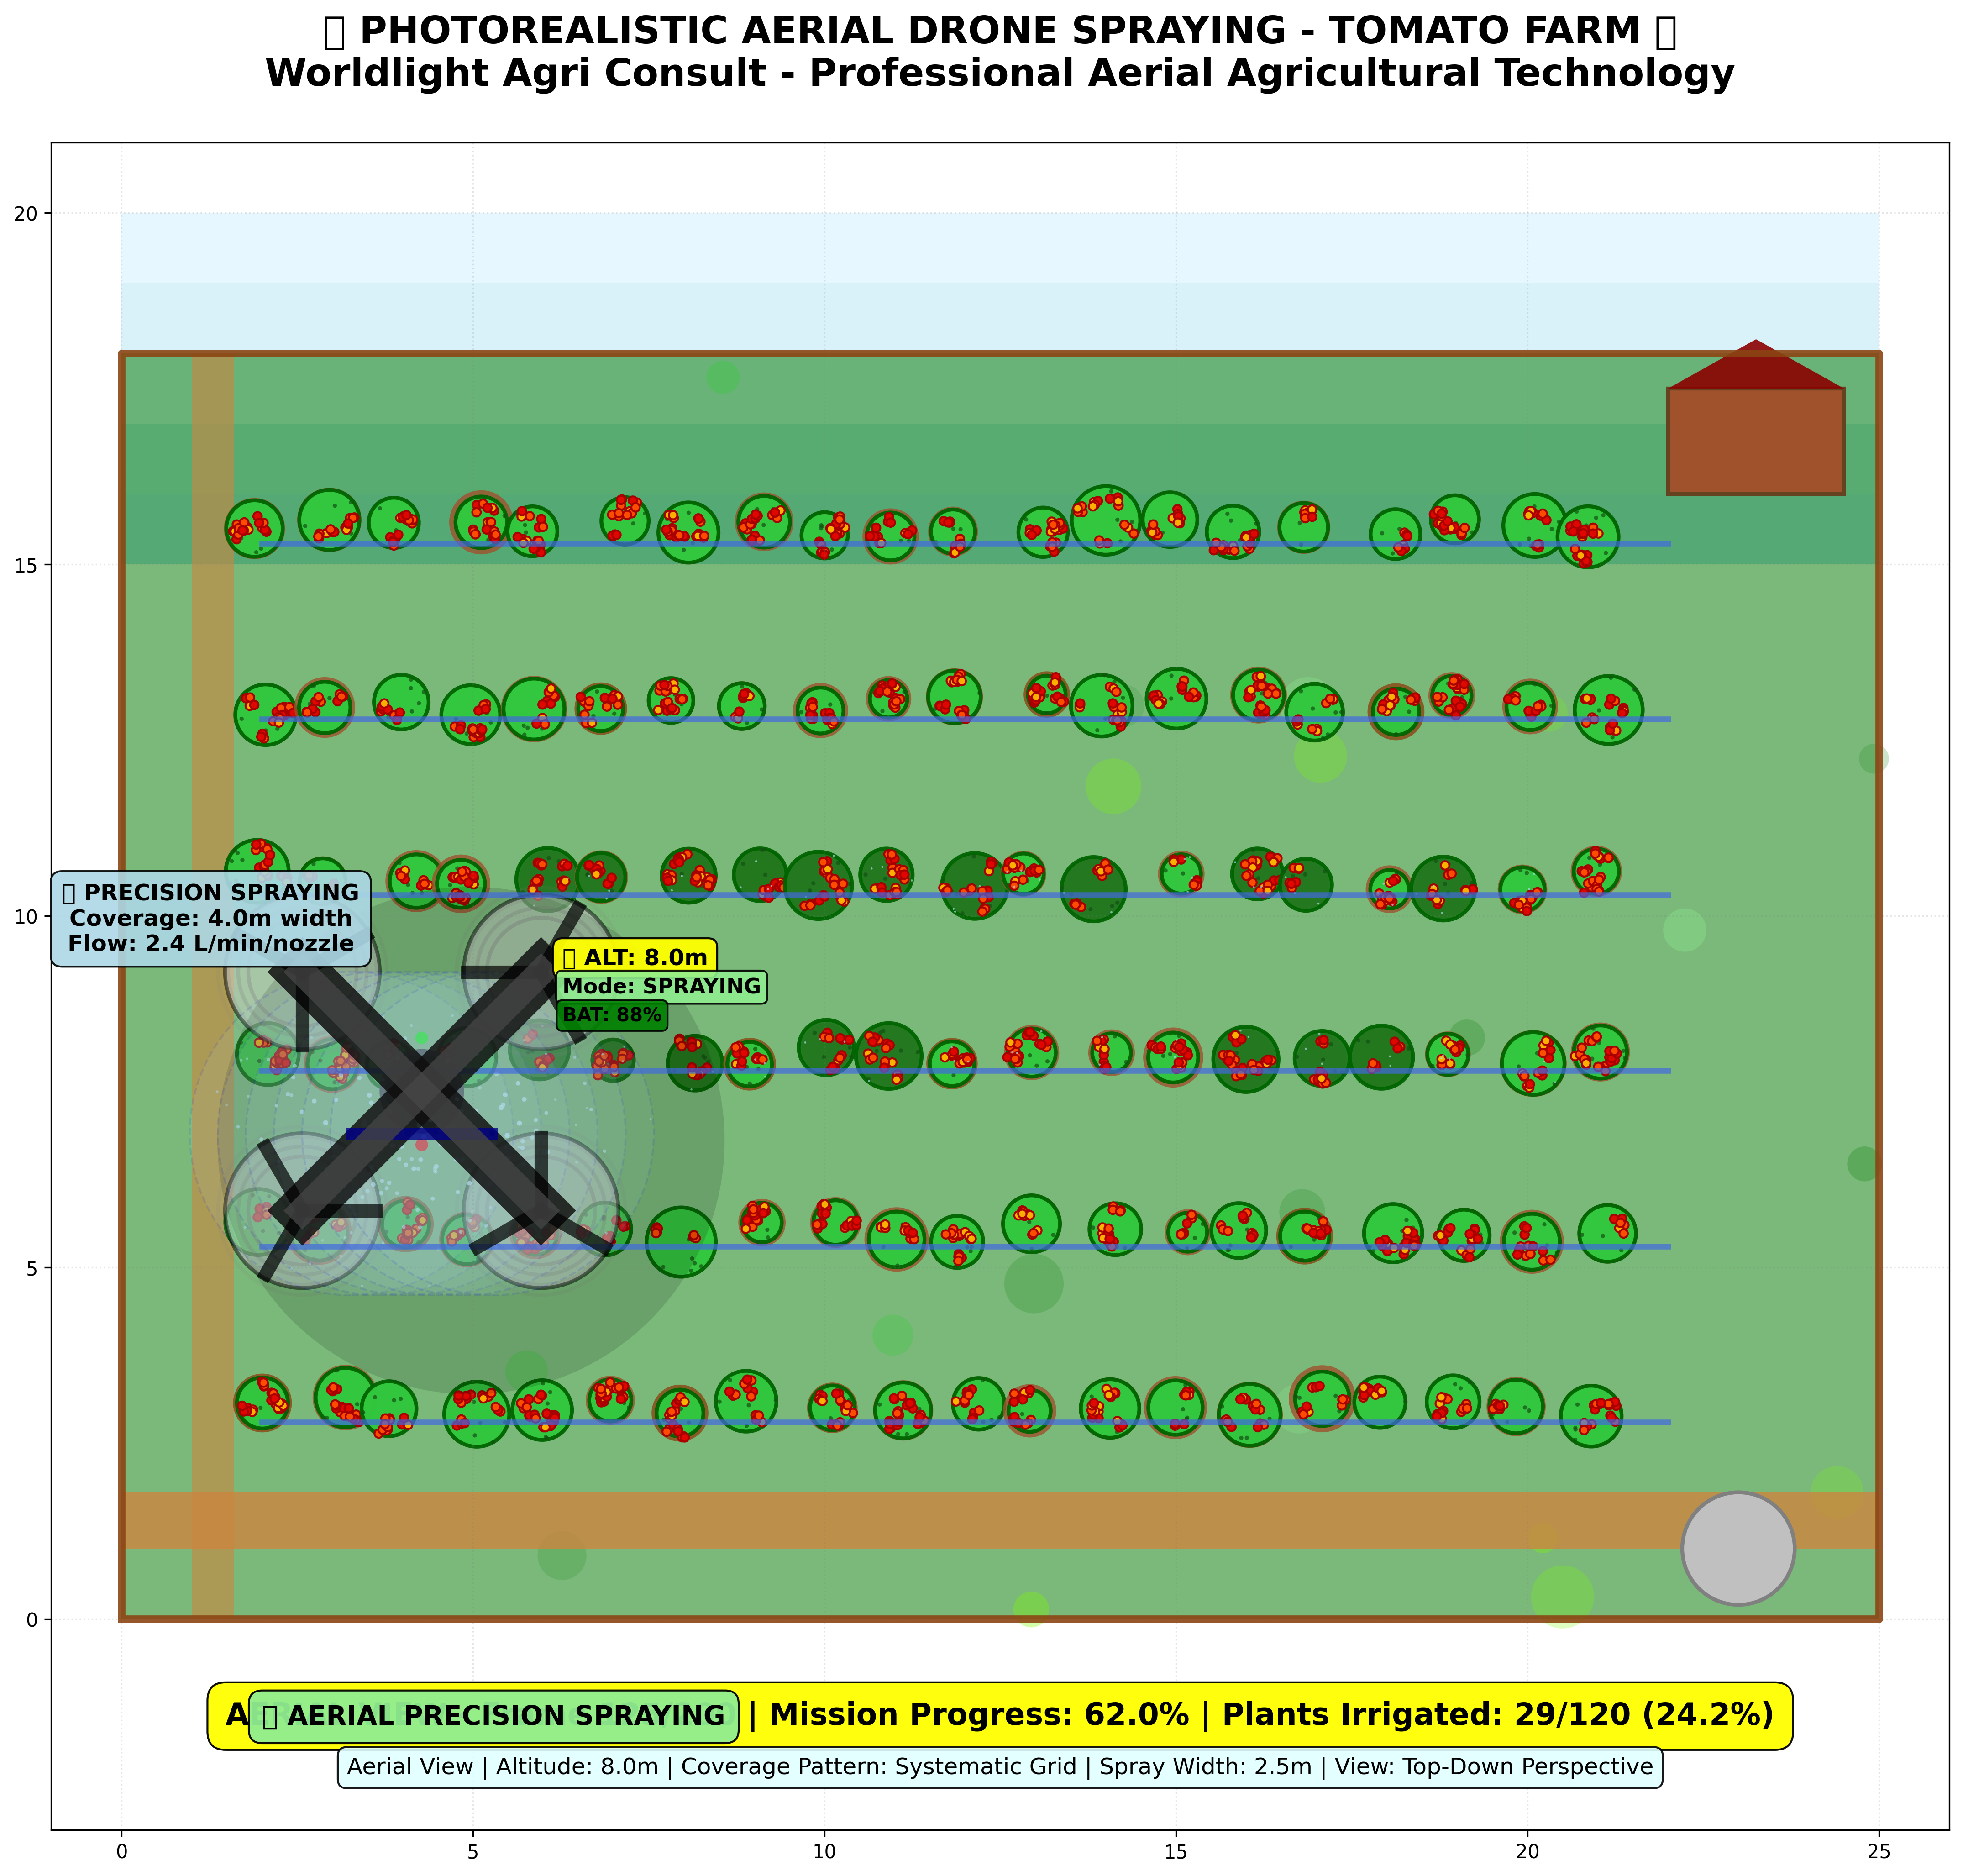 PHOTOREALISTIC AERIAL DRONE SPRAYING - TOMATO FARM
Worldlight Agri Consult - Professional Aerial Agricultural Technology
20
15
10
5
0
PRECISION SPRAYING
Coverage: 4.0m width
Flow: 2.4 L/min/nozzle
ALT: 8.0m
Mode: SPRAYING
BAT: 88%
AERIAL PRECISION SPRAYING
| Mission Progress: 62.0% | Plants Irrigated: 29/120 (24.2%)
Aerial View | Altitude: 8.0m | Coverage Pattern: Systematic Grid | Spray Width: 2.5m | View: Top-Down Perspective
0
5
10
15
20
25